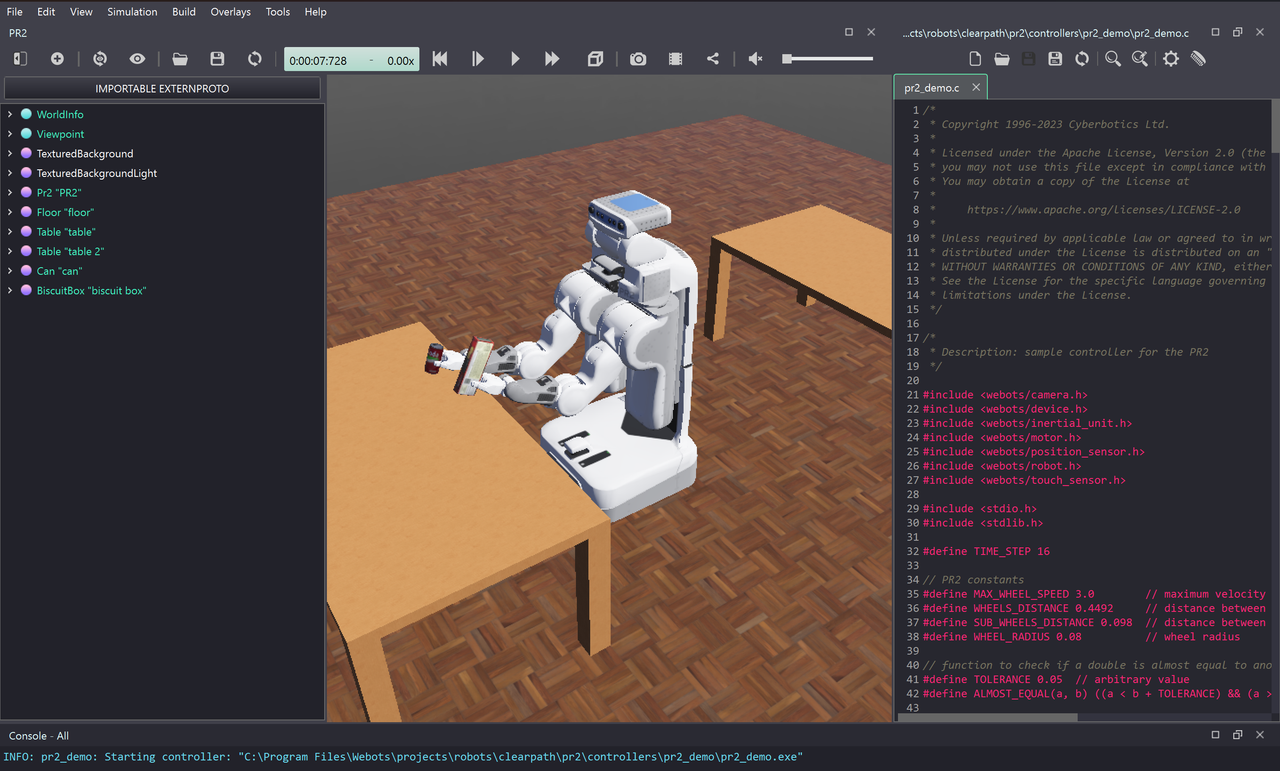 File Edit View Simulation Build Overlays Tools Help
PR2
0:00:07:728 - 0.00x
IMPORTABLE EXTERNPROTO
WorldInfo
Viewpoint
TexturedBackground
TexturedBackgroundLight
Pr2 "PR2"
Floor "floor"
Table "table"
Table "table 2"
Can "can"
BiscuitBox "biscuit box"
...cts\robots\clearpath\pr2\controllers\pr2_demo\pr2_demo.c
pr2_demo.c
1 /*
2 * Copyright 1996-2023 Cyberbotics Ltd.
3 *
4 * Licensed under the Apache License, Version 2.0 (the
5 * you may not use this file except in compliance with
6 * You may obtain a copy of the License at
7 *
8 * https://www.apache.org/licenses/LICENSE-2.0
9 *
10 * Unless required by applicable law or agreed to in wr
11 * distributed under the License is distributed on an "
12 * WITHOUT WARRANTIES OR CONDITIONS OF ANY KIND, either
13 * See the License for the specific language governing
14 * limitations under the License.
15 */
16
17 /*
18 * Description: sample controller for the PR2
19 */
20
21 #include <webots/camera.h>
22 #include <webots/device.h>
23 #include <webots/inertial_unit.h>
24 #include <webots/motor.h>
25 #include <webots/position_sensor.h>
26 #include <webots/robot.h>
27 #include <webots/touch_sensor.h>
28
29 #include <stdio.h>
30 #include <stdlib.h>
31
32 #define TIME_STEP 16
33
34 // PR2 constants
35 #define MAX_WHEEL_SPEED 3.0 // maximum velocity
36 #define WHEELS_DISTANCE 0.4492 // distance between
37 #define SUB_WHEELS_DISTANCE 0.098 // distance between
38 #define WHEEL_RADIUS 0.08 // wheel radius
39
40 // function to check if a double is almost equal to ano
41 #define TOLERANCE 0.05 // arbitrary value
42 #define ALMOST_EQUAL(a, b) ((a < b + TOLERANCE) && (a >
43
Console - All
INFO: pr2_demo: Starting controller: "C:\Program Files\Webots\projects\robots\clearpath\pr2\controllers\pr2_demo\pr2_demo.exe"